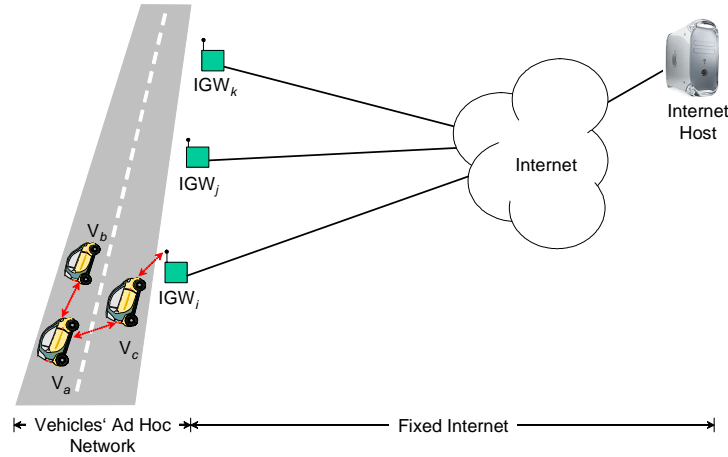 IGWk
IGWj
IGWi
Internet
Internet
Host
Vb
Vc
Va
Vehicles‘ Ad Hoc
Network
Fixed Internet